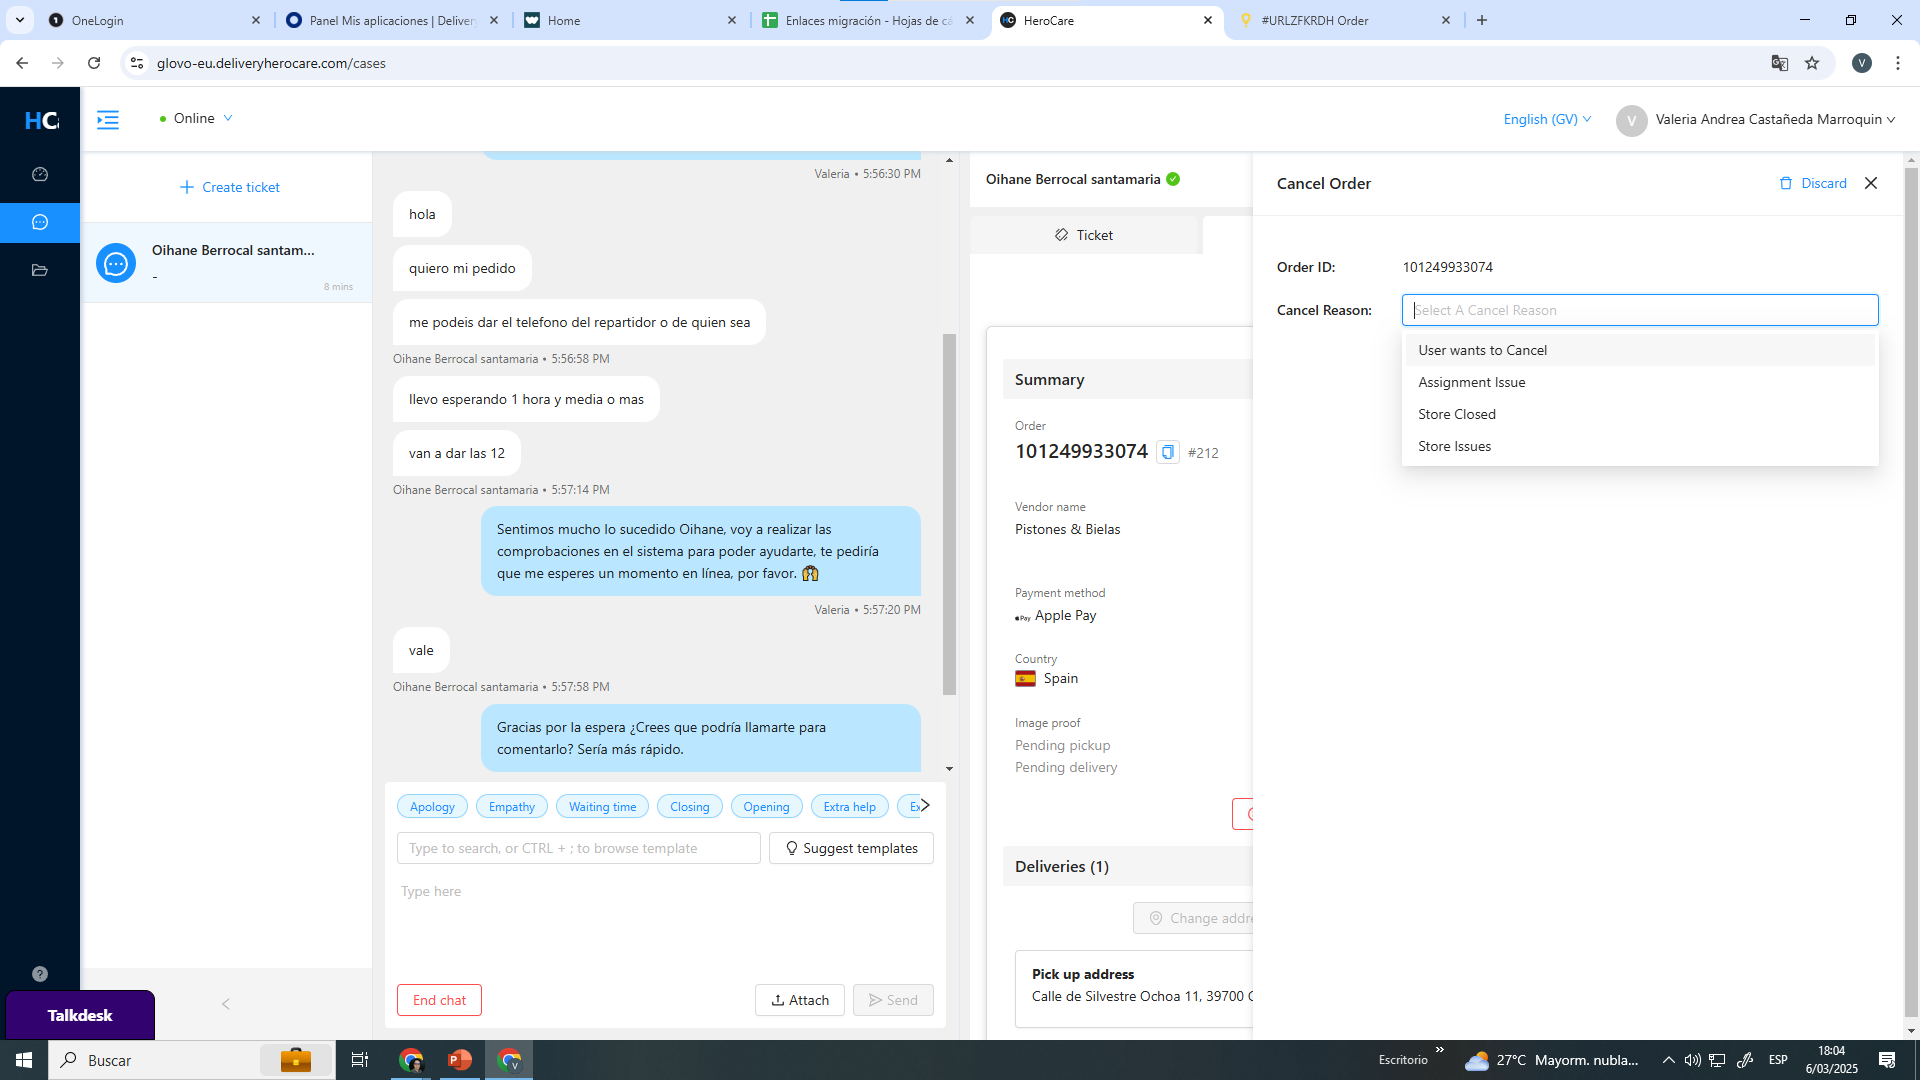 OneLogin
Panel Mis aplicaciones | Deliver
Home
Enlaces migración - Hojas de cá
HeroCare
#URLZFKRDH Order
glovo-eu.deliveryherocare.com/cases
V
HC
Online
English (GV)
V
Valeria Andrea Castañeda Marroquin
Create ticket
Oihane Berrocal santam...
-
8 mins
Valeria • 5:56:30 PM
hola
quiero mi pedido
me podeis dar el telefono del repartidor o de quien sea
Oihane Berrocal santamaria • 5:56:58 PM
llevo esperando 1 hora y media o mas
van a dar las 12
Oihane Berrocal santamaria • 5:57:14 PM
Sentimos mucho lo sucedido Oihane, voy a realizar las
comprobaciones en el sistema para poder ayudarte, te pediría
que me esperes un momento en línea, por favor.
Valeria • 5:57:20 PM
vale
Oihane Berrocal santamaria • 5:57:58 PM
Gracias por la espera ¿Crees que podría llamarte para
comentarlo? Sería más rápido.
Apology
Empathy
Waiting time
Closing
Opening
Extra help
Ex
Type to search, or CTRL + ; to browse template
Suggest templates
Type here
End chat
Attach
Send
Talkdesk
Oihane Berrocal santamaria
Ticket
Summary
Order
101249933074
#212
Vendor name
Pistones & Bielas
Payment method
Pay Apple Pay
Country
Spain
Image proof
Pending pickup
Pending delivery
Deliveries (1)
Change addre
Pick up address
Calle de Silvestre Ochoa 11, 39700 C
Cancel Order
Discard
Order ID:
101249933074
Cancel Reason:
Select A Cancel Reason
User wants to Cancel
Assignment Issue
Store Closed
Store Issues
Buscar
Escritorio
27°C Mayorm. nubla...
ESP
18:04
6/03/2025